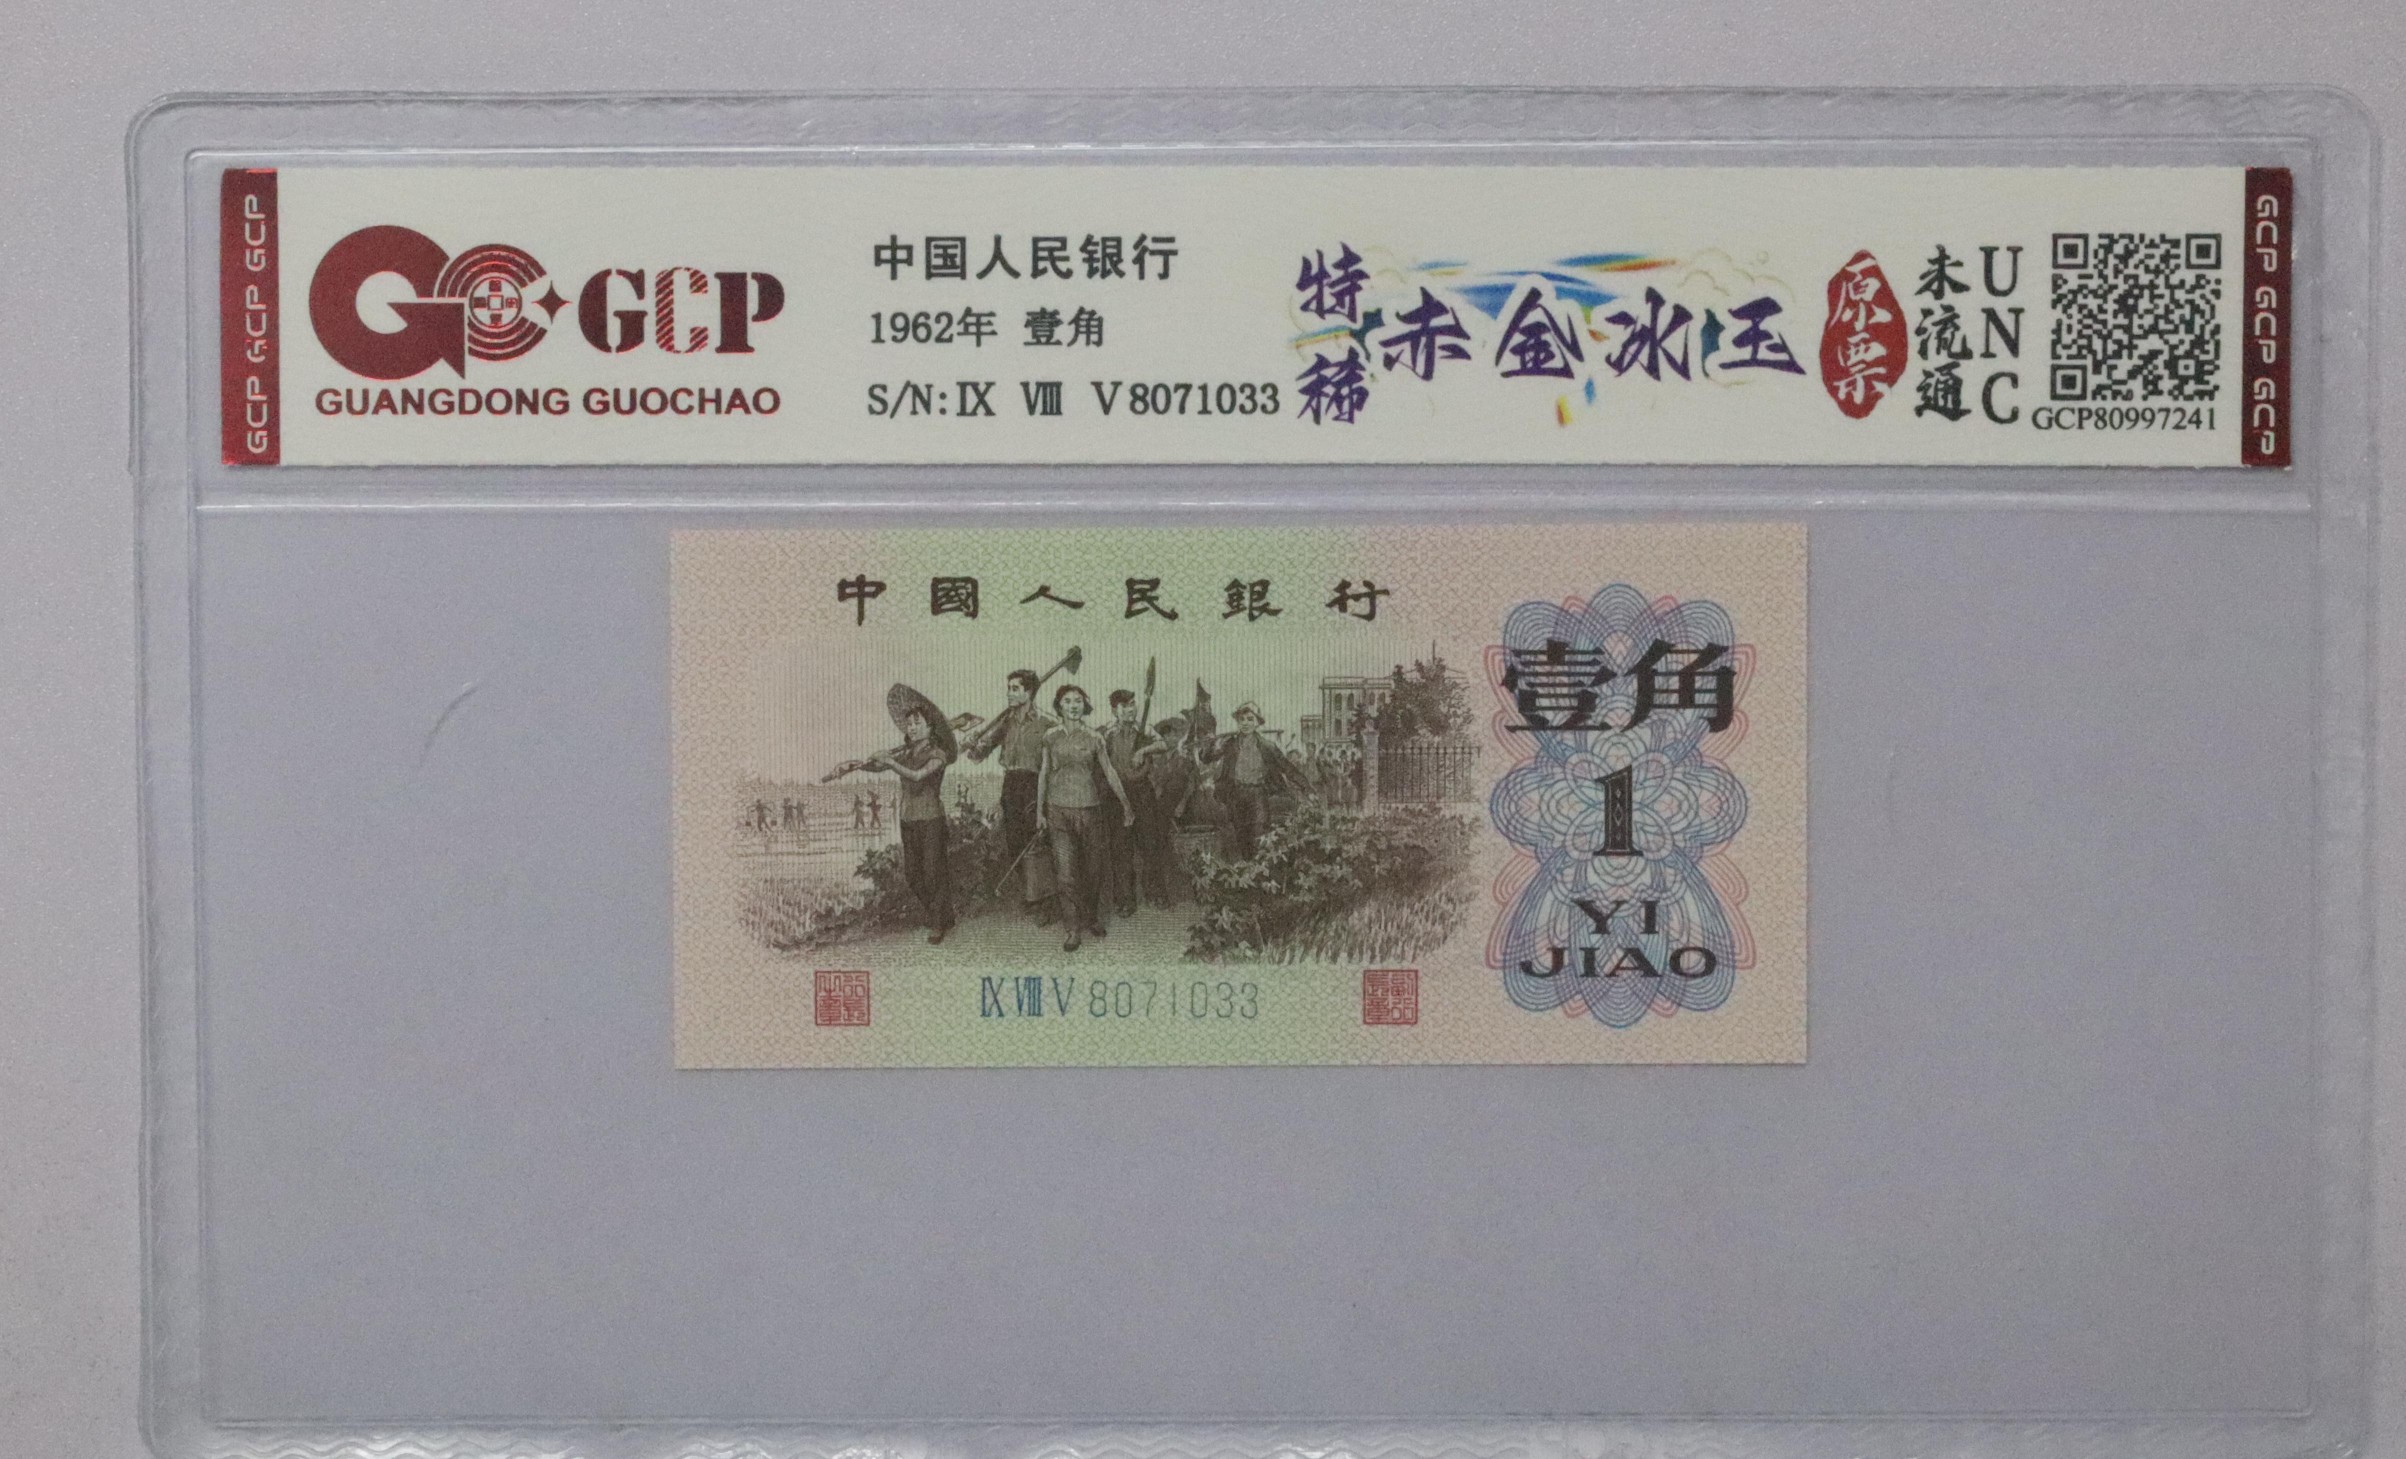 GCP GCP GCP
GCP
GUANGDONG GUOCHAO
中国人民银行
1962年 壹角
S/N: IX VIII V 8071033
特稀
赤金冰玉
原票
未流通
UNC
GCP80997241
GCP GCP GCP
中國人民銀行
壹角
1
YI
JIAO
IX VIII V 8071033